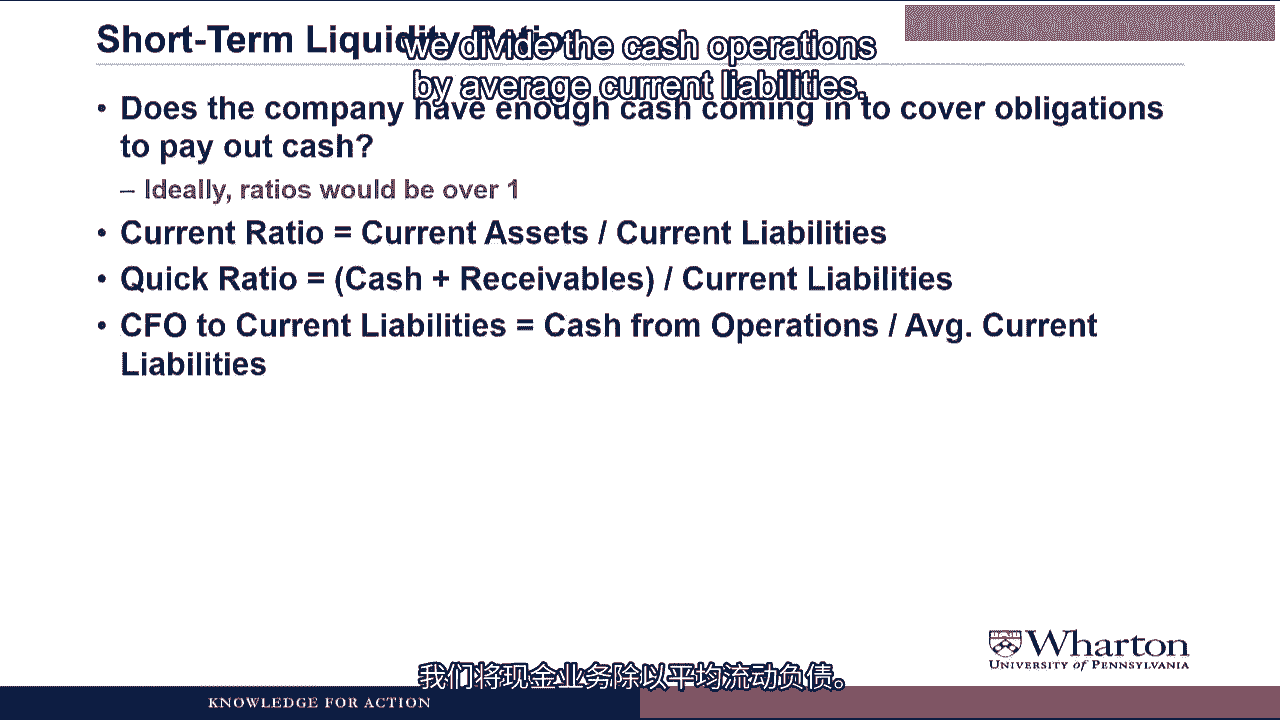 Short-Term Liquidity Ratios
we divide the cash operations
by average current liabilities.
• Does the company have enough cash coming in to cover obligations
to pay out cash?
– Ideally, ratios would be over 1
• Current Ratio = Current Assets / Current Liabilities
• Quick Ratio = (Cash + Receivables) / Current Liabilities
• CFO to Current Liabilities = Cash from Operations / Avg. Current
Liabilities
Wharton
UNIVERSITY of PENNSYLVANIA
我们将现金业务除以平均流动负债。
KNOWLEDGE FOR ACTION